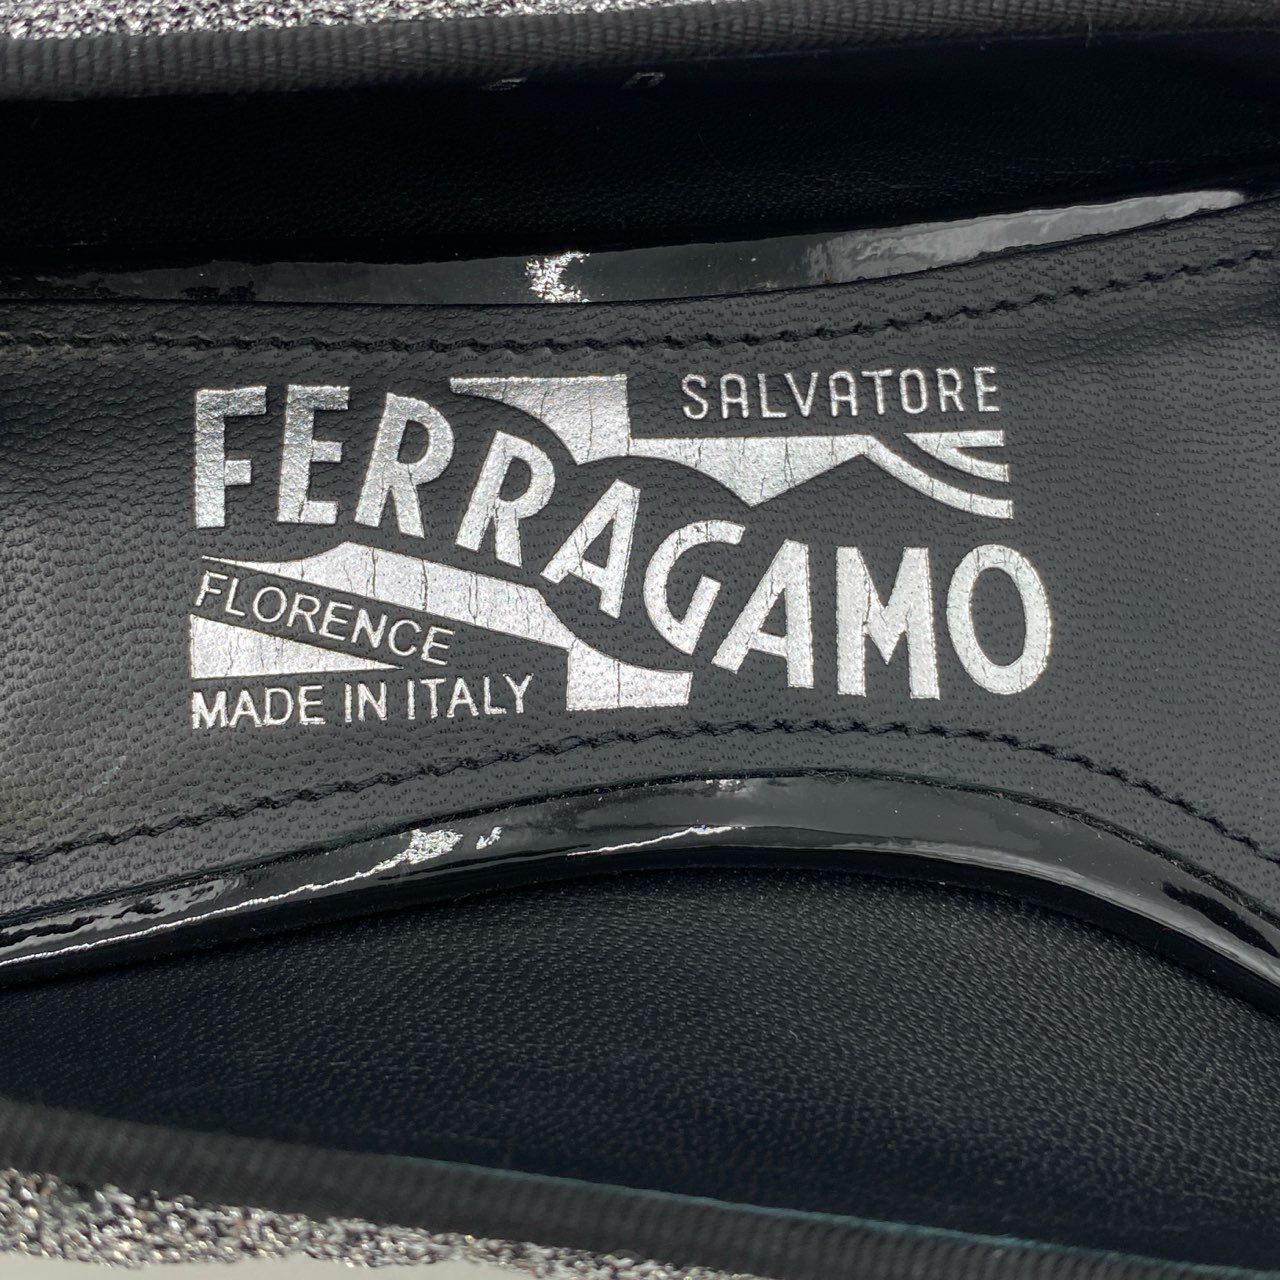 SALVATORE
FERRAGAMO
FLORENCE
MADE IN ITALY